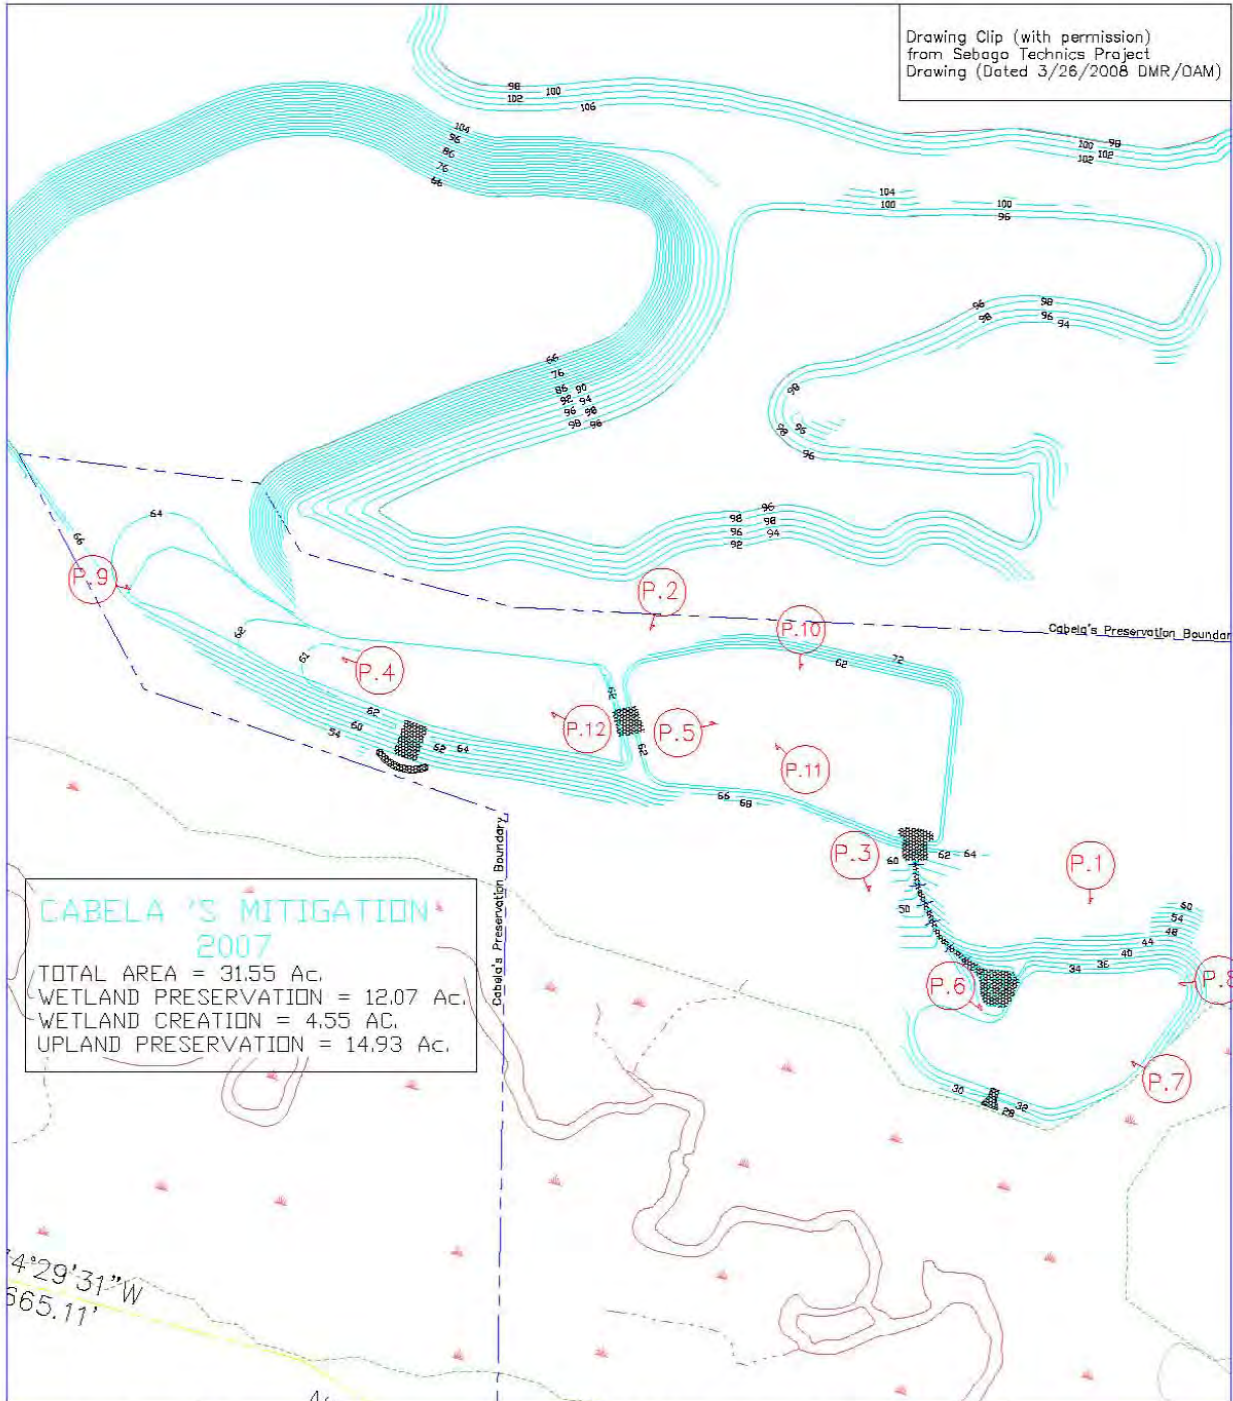 Drawing Clip (with permission)
from Sebago Technics Project
Drawing (Dated 3/26/2008 DMR/OAM)
98 100
102
106
104
96
86
76
66
100 98
102 102
104
100 100
96
96 98
98 96 94
66
76
86 90
92 94
96 98
98 98
98
98 96
96
96
98 98
96 94
92
64
66
P.9
P.2
P.10
Cabela's Preservation Boundar
62
61
P.4
62 72
62
P.12
P.5
62
P.11
62
60
54
62 64
66 68
P.3
60
62 64
P.1
50
Cabela's Preservation Boundary
CABELA 'S MITIGATION
2007
TOTAL AREA = 31.55 Ac.
WETLAND PRESERVATION = 12.07 Ac.
WETLAND CREATION = 4.55 AC.
UPLAND PRESERVATION = 14.93 Ac.
50
54
48
44
40
34 36
P.6
P.8
P.7
30 32
28
4°29'31"W
665.11'